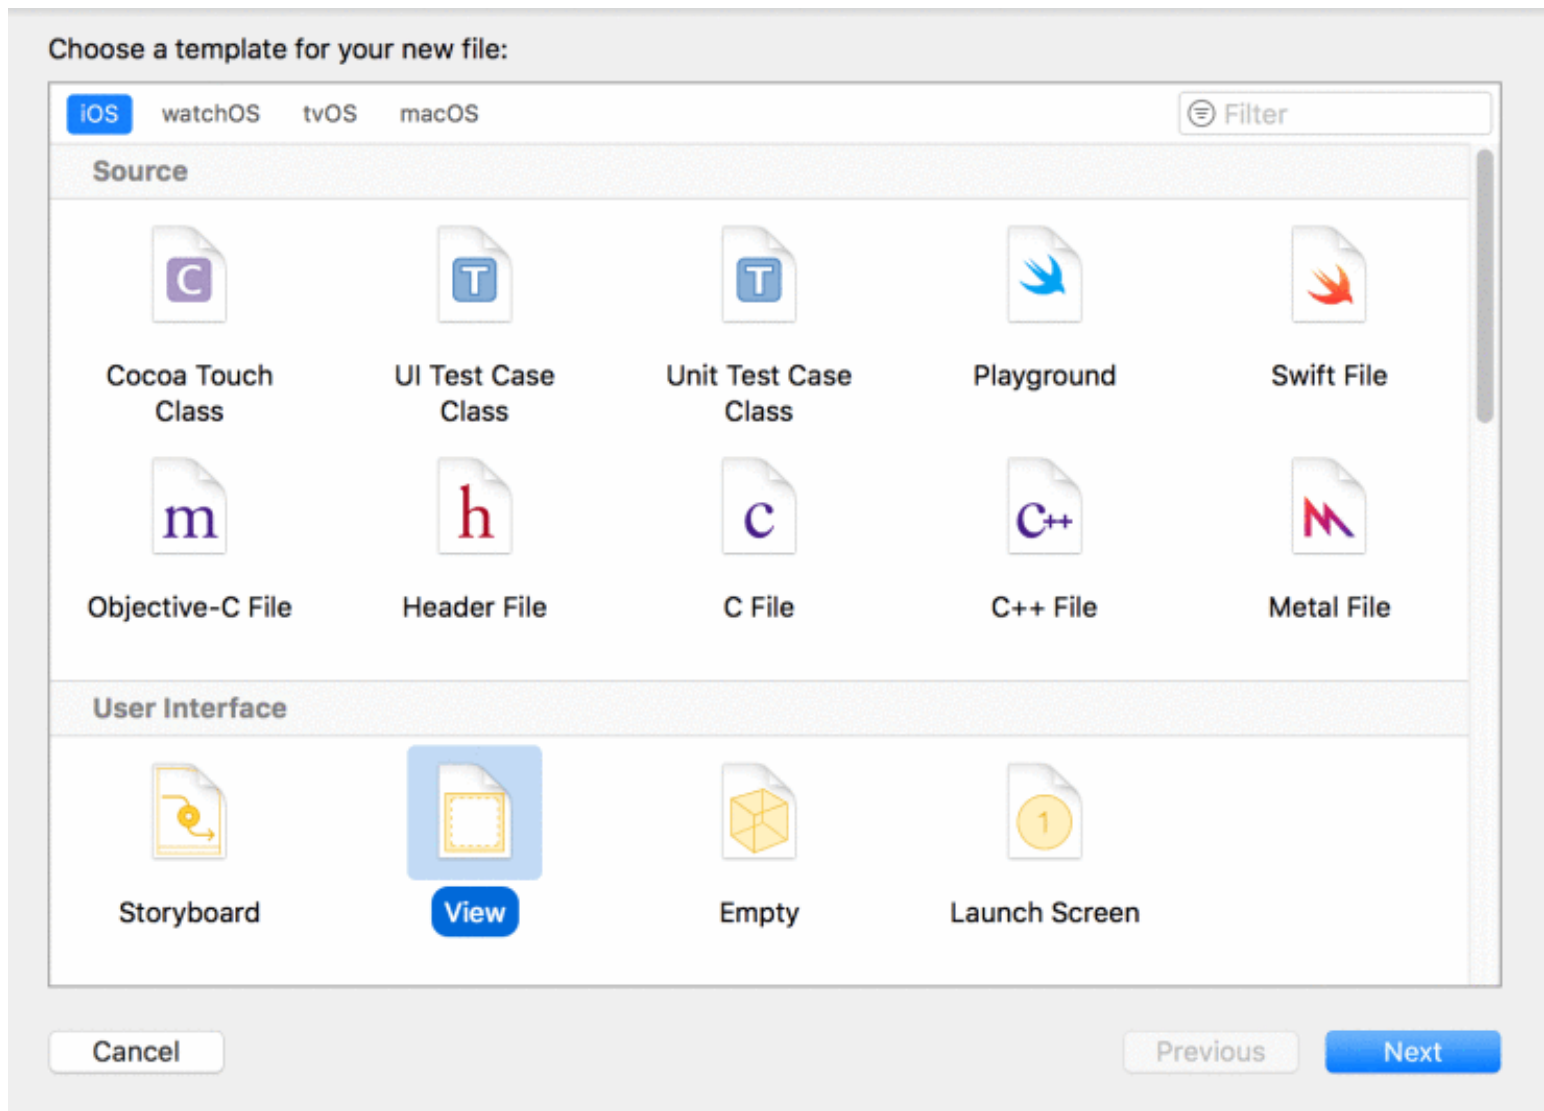 Choose a template for your new file:
iOS watchOS tvOS macOS Filter
Source
C T T
Cocoa Touch Class UI Test Case Class Unit Test Case Class Playground Swift File
m h c C++
Objective-C File Header File C File C++ File Metal File
User Interface
1
Storyboard View Empty Launch Screen
Cancel Previous Next